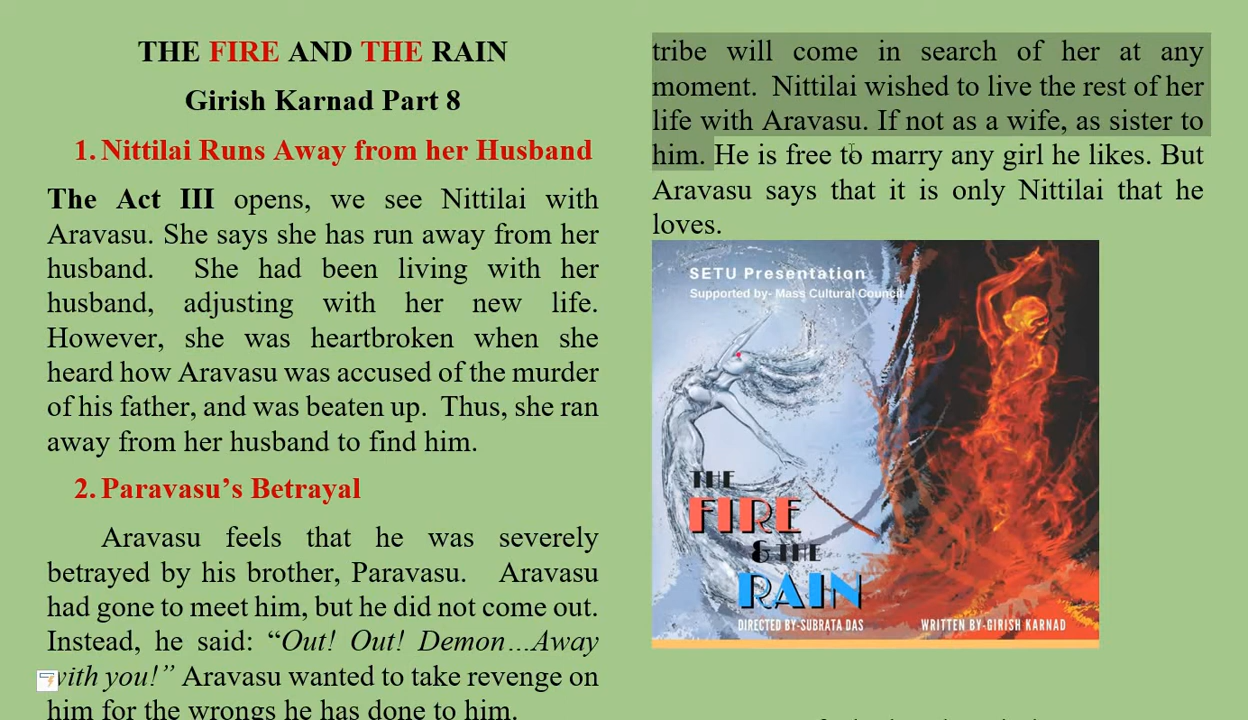 THE FIRE AND THE RAIN
Girish Karnad Part 8
1. Nittilai Runs Away from her Husband
The Act III opens, we see Nittilai with
Aravasu. She says she has run away from her
husband. She had been living with her
husband, adjusting with her new life.
However, she was heartbroken when she
heard how Aravasu was accused of the murder
of his father, and was beaten up. Thus, she ran
away from her husband to find him.
2. Paravasu’s Betrayal
Aravasu feels that he was severely
betrayed by his brother, Paravasu. Aravasu
had gone to meet him, but he did not come out.
Instead, he said: “Out! Out! Demon…Away
with you!” Aravasu wanted to take revenge on
him for the wrongs he has done to him.
tribe will come in search of her at any
moment. Nittilai wished to live the rest of her
life with Aravasu. If not as a wife, as sister to
him. He is free to marry any girl he likes. But
Aravasu says that it is only Nittilai that he
loves.
SETU Presentation
Supported by- Mass Cultural Council
THE
FIRE
& THE
RAIN
DIRECTED BY-SUBRATA DAS
WRITTEN BY-GIRISH KARNAD